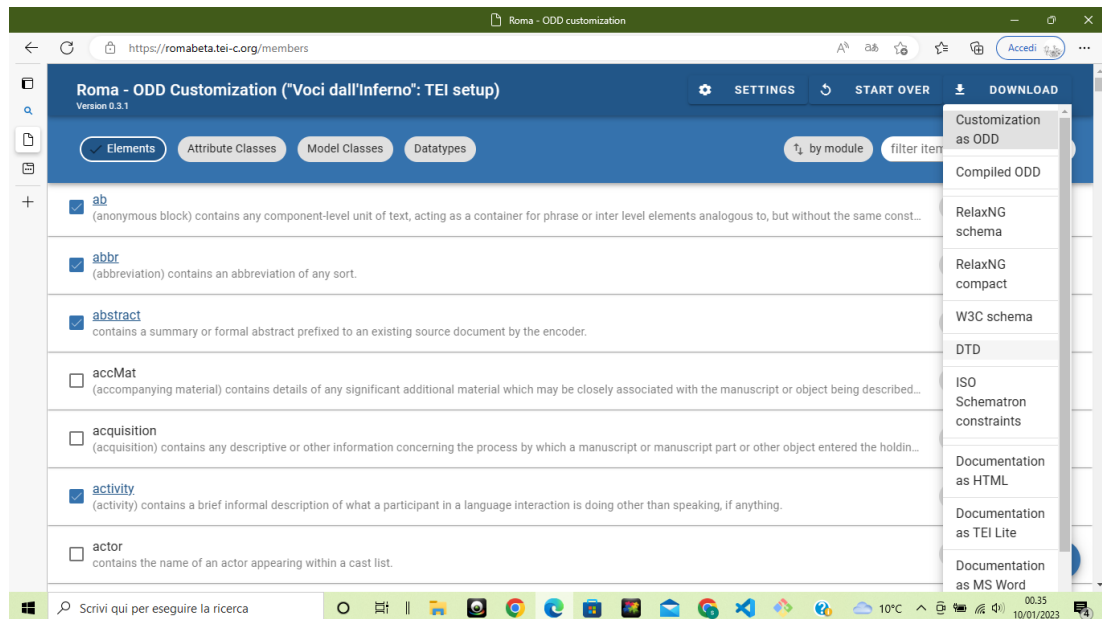 Roma - ODD customization
https://romabeta.tei-c.org/members
Accedi
Roma - ODD Customization ("Voci dall'Inferno": TEI setup)
Version 0.3.1
SETTINGS
START OVER
DOWNLOAD
Elements
Attribute Classes
Model Classes
Datatypes
by module
filter item
Customization
as ODD
Compiled ODD
RelaxNG
schema
RelaxNG
compact
W3C schema
DTD
ISO
Schematron
constraints
Documentation
as HTML
Documentation
as TEI Lite
Documentation
as MS Word
ab
(anonymous block) contains any component-level unit of text, acting as a container for phrase or inter level elements analogous to, but without the same const...
abbr
(abbreviation) contains an abbreviation of any sort.
abstract
contains a summary or formal abstract prefixed to an existing source document by the encoder.
accMat
(accompanying material) contains details of any significant additional material which may be closely associated with the manuscript or object being described...
acquisition
(acquisition) contains any descriptive or other information concerning the process by which a manuscript or manuscript part or other object entered the holdin...
activity
(activity) contains a brief informal description of what a participant in a language interaction is doing other than speaking, if anything.
actor
contains the name of an actor appearing within a cast list.
Scrivi qui per eseguire la ricerca
10°C
00.35
10/01/2023
4